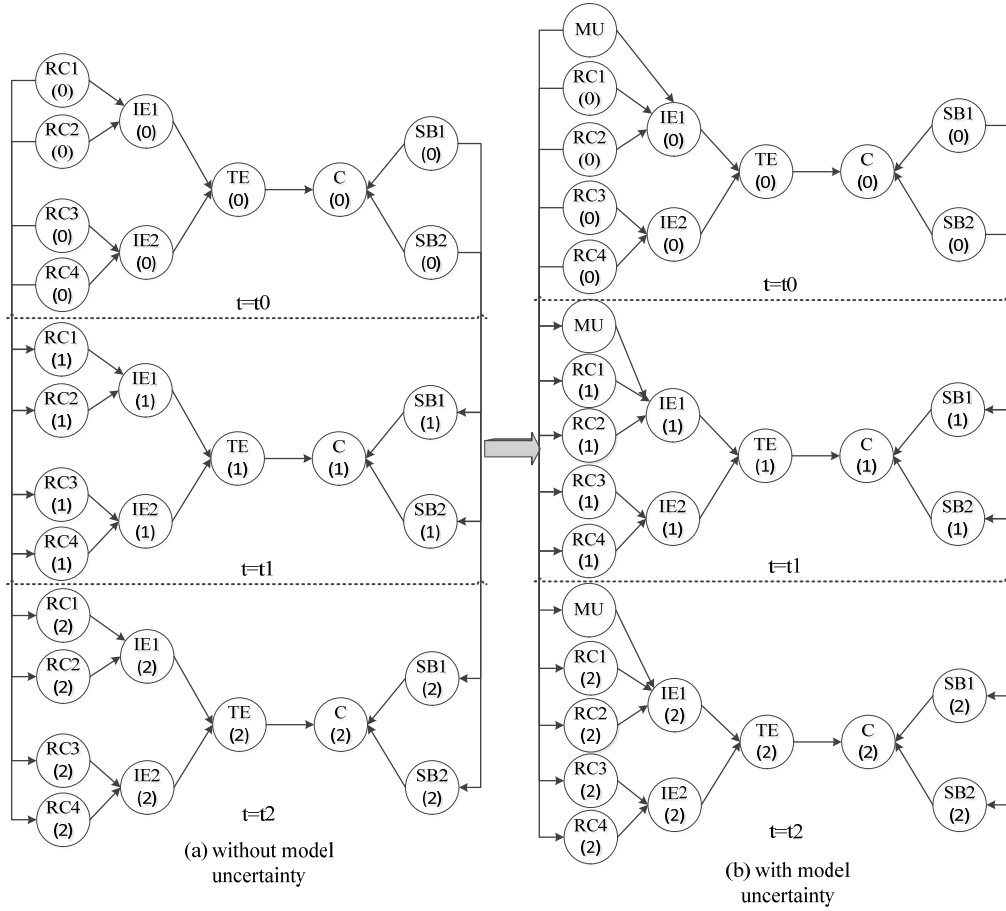 RC1
(0)
RC2
(0)
RC3
(0)
RC4
(0)
IE1
(0)
IE2
(0)
TE
(0)
C
(0)
SB1
(0)
SB2
(0)
t=t0
RC1
(1)
RC2
(1)
RC3
(1)
RC4
(1)
IE1
(1)
IE2
(1)
TE
(1)
C
(1)
SB1
(1)
SB2
(1)
t=t1
RC1
(2)
RC2
(2)
RC3
(2)
RC4
(2)
IE1
(2)
IE2
(2)
TE
(2)
C
(2)
SB1
(2)
SB2
(2)
t=t2
(a) without model
uncertainty
MU
RC1
(0)
RC2
(0)
RC3
(0)
RC4
(0)
IE1
(0)
IE2
(0)
TE
(0)
C
(0)
SB1
(0)
SB2
(0)
t=t0
MU
RC1
(1)
RC2
(1)
RC3
(1)
RC4
(1)
IE1
(1)
IE2
(1)
TE
(1)
C
(1)
SB1
(1)
SB2
(1)
t=t1
MU
RC1
(2)
RC2
(2)
RC3
(2)
RC4
(2)
IE1
(2)
IE2
(2)
TE
(2)
C
(2)
SB1
(2)
SB2
(2)
t=t2
(b) with model
uncertainty